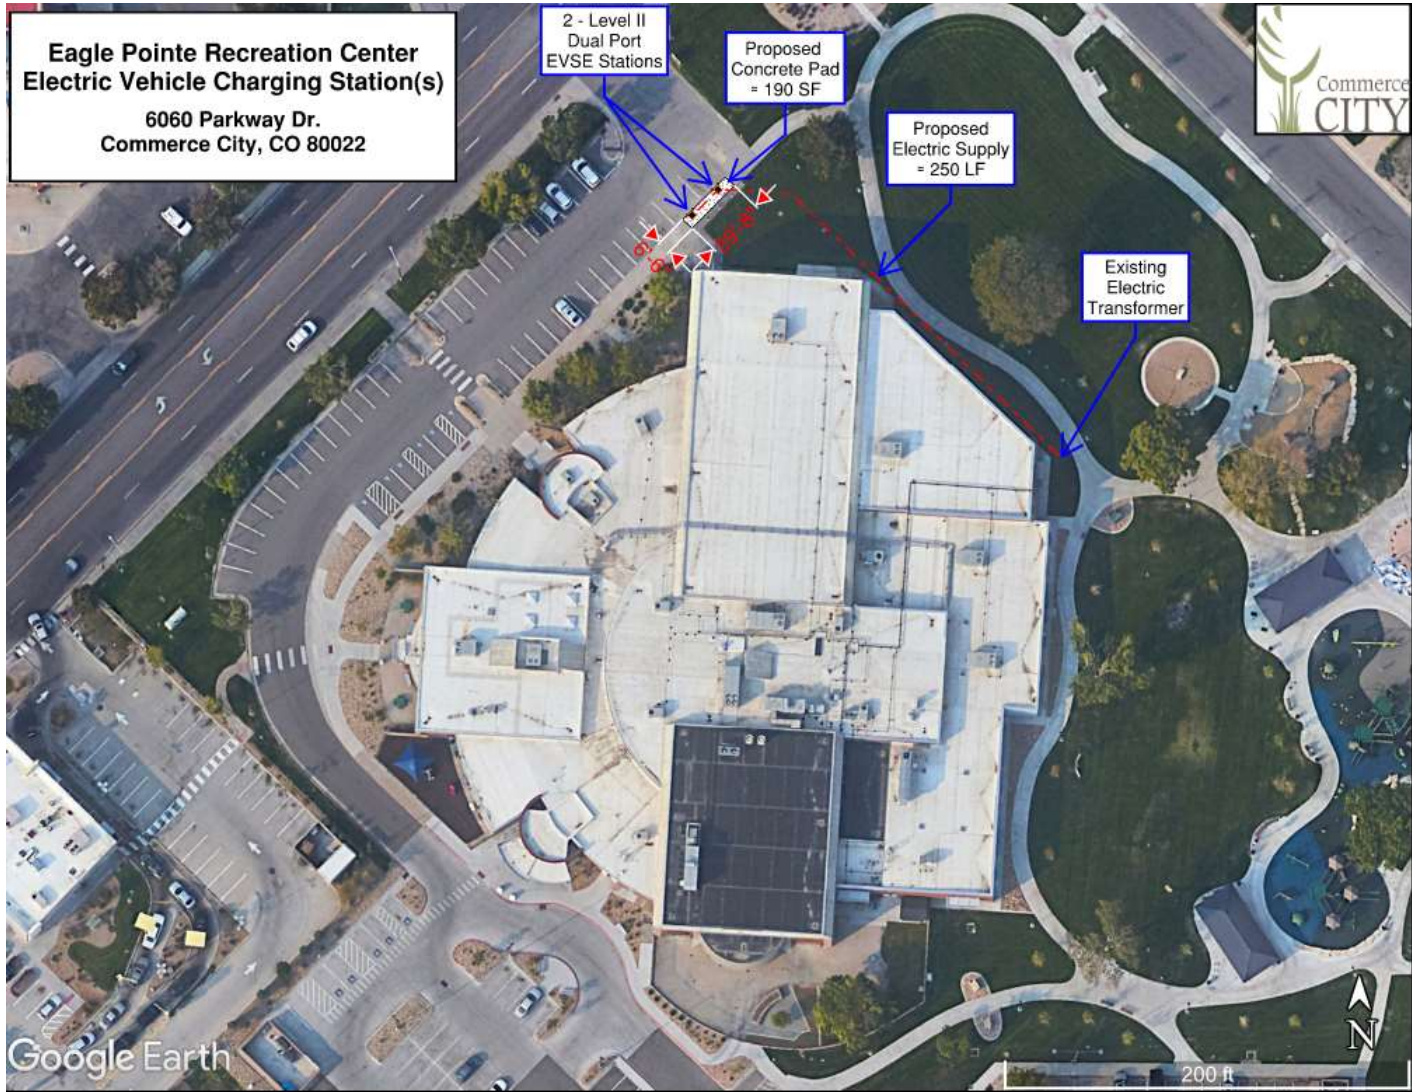 Eagle Pointe Recreation Center
Electric Vehicle Charging Station(s)
6060 Parkway Dr.
Commerce City, CO 80022
2 - Level II
Dual Port
EVSE Stations
Proposed
Concrete Pad
= 190 SF
Proposed
Electric Supply
= 250 LF
Existing
Electric
Transformer
Commerce
CITY
6'-6"
N
200 ft
Google Earth